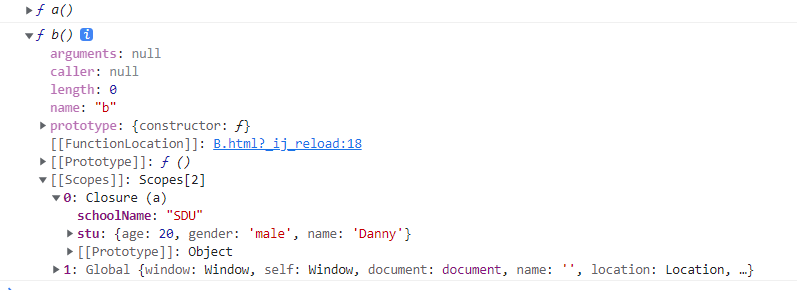 ▶ƒ a()
▼ƒ b() i
arguments: null
caller: null
length: 0
name: "b"
▶prototype: {constructor: ƒ}
[[FunctionLocation]]: B.html?_ij_reload:18
▶[[Prototype]]: ƒ ()
▼[[Scopes]]: Scopes[2]
▼0: Closure (a)
schoolName: "SDU"
▶stu: {age: 20, gender: 'male', name: 'Danny'}
▶[[Prototype]]: Object
▶1: Global {window: Window, self: Window, document: document, name: '', location: Location, …}